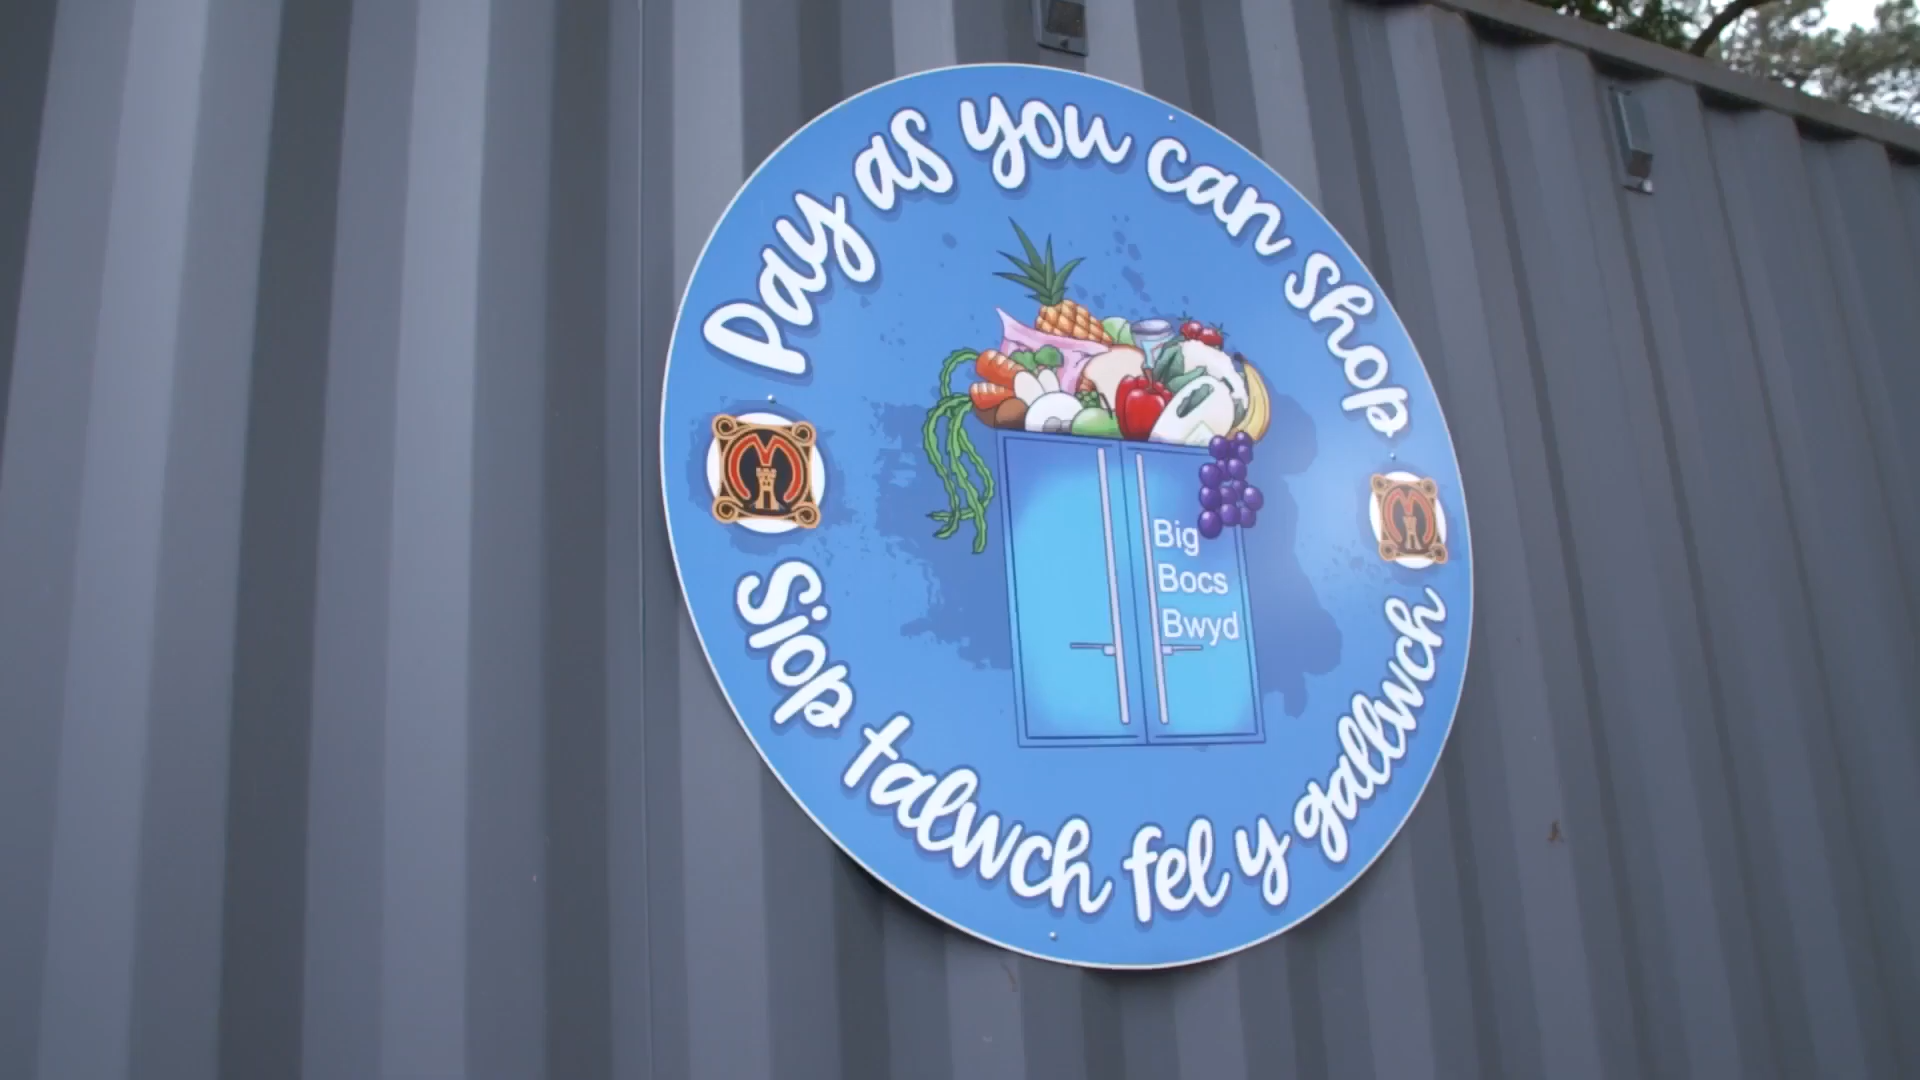 Pay as you can Shop
Big
Bocs
Bwyd
Siop talwch fel y gallwch